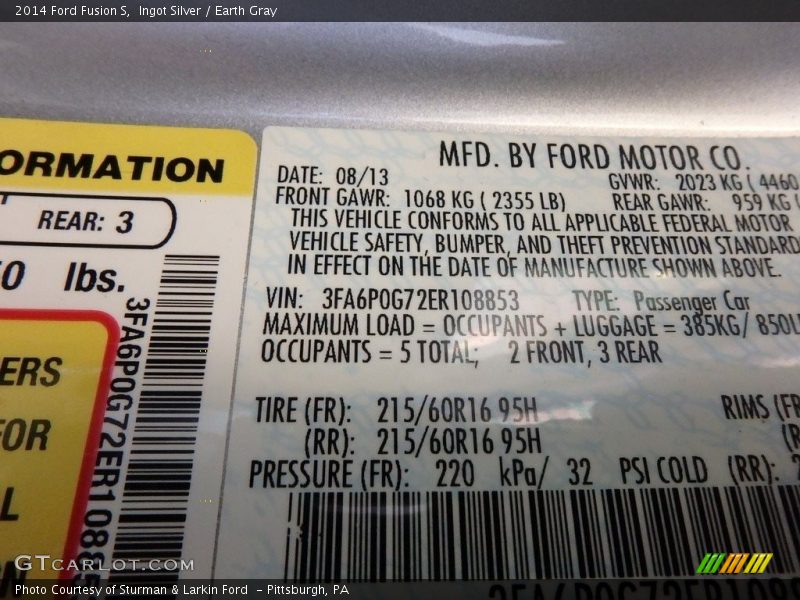 2014 Ford Fusion S, Ingot Silver / Earth Gray
ORMATION
REAR: 3
lbs.
ERS
3FA6P0G72ER1088
MFD. BY FORD MOTOR CO.
DATE: 08/13
GVWR: 2023 KG ( 4460
FRONT GAWR: 1068 KG ( 2355 LB)
REAR GAWR: 959 KG (
THIS VEHICLE CONFORMS TO ALL APPLICABLE FEDERAL MOTOR
VEHICLE SAFETY, BUMPER, AND THEFT PREVENTION STANDARD
IN EFFECT ON THE DATE OF MANUFACTURE SHOWN ABOVE.
VIN: 3FA6P0G72ER108853
TYPE: Passenger Car
MAXIMUM LOAD = OCCUPANTS + LUGGAGE = 385KG/ 850L
OCCUPANTS = 5 TOTAL; 2 FRONT, 3 REAR
TIRE (FR): 215/60R16 95H
RIMS (FR
(RR): 215/60R16 95H
PRESSURE (FR): 220 kPa/ 32 PSI COLD (RR):
GTCarLot.com
Photo Courtesy of Sturman & Larkin Ford - Pittsburgh, PA